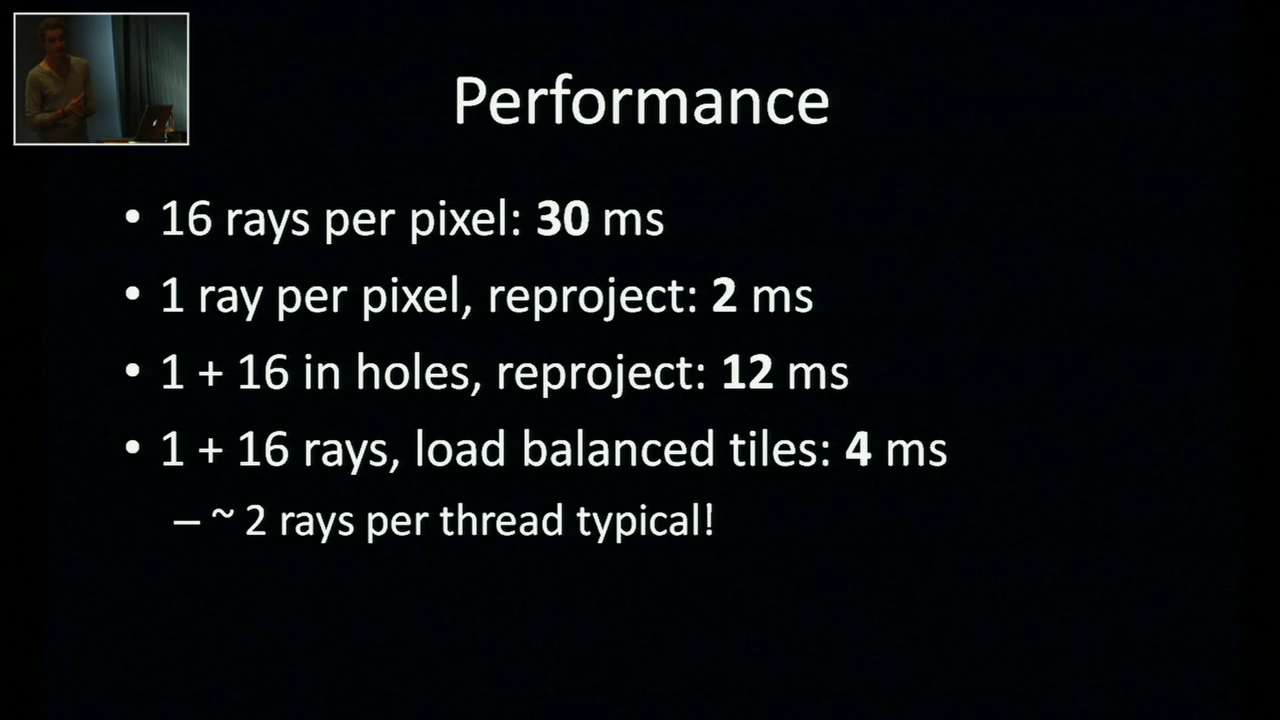 Performance
• 16 rays per pixel: 30 ms
• 1 ray per pixel, reproject: 2 ms
• 1 + 16 in holes, reproject: 12 ms
• 1 + 16 rays, load balanced tiles: 4 ms
– ~ 2 rays per thread typical!